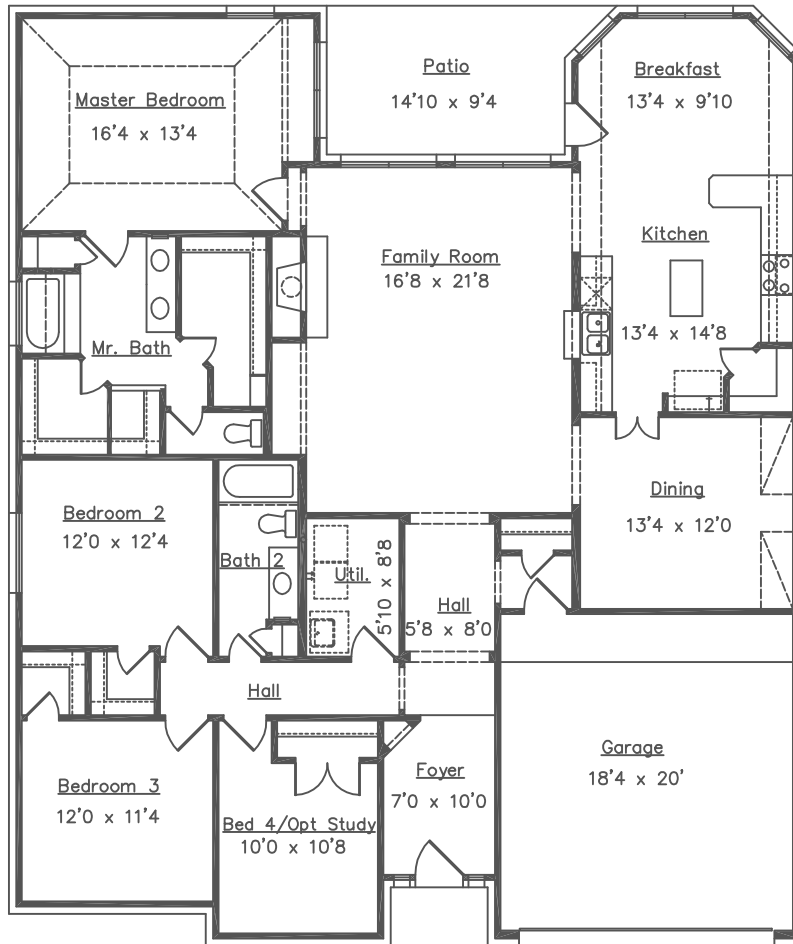 Patio
14'10 x 9'4
Breakfast
13'4 x 9'10
Master Bedroom
16'4 x 13'4
Kitchen
13'4 x 14'8
Family Room
16'8 x 21'8
Mr. Bath
Dining
13'4 x 12'0
Bedroom 2
12'0 x 12'4
Bath 2
Util.
5'10 x 8'8
Hall
5'8 x 8'0
Hall
Garage
18'4 x 20'
Foyer
7'0 x 10'0
Bedroom 3
12'0 x 11'4
Bed 4/Opt Study
10'0 x 10'8